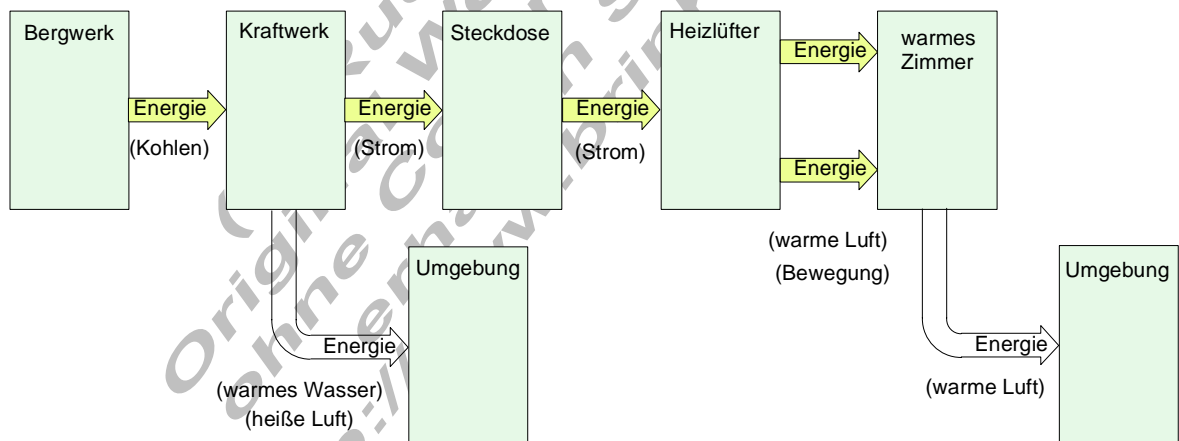 Bergwerk
Kraftwerk
Steckdose
Heizlüfter
warmes
Zimmer
Energie
Energie
Energie
Energie
Energie
(Kohlen)
(Strom)
(Strom)
(warme Luft)
(Bewegung)
Umgebung
Umgebung
Energie
Energie
(warmes Wasser)
(heiße Luft)
(warme Luft)